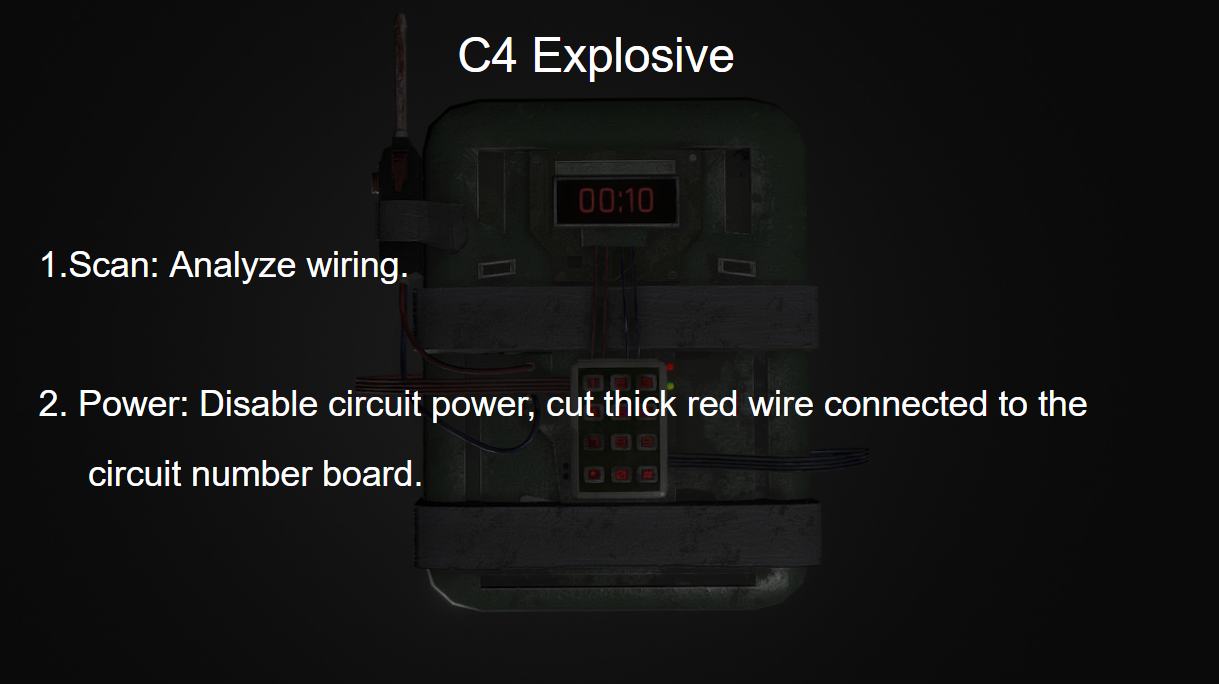 C4 Explosive
00:10
1.Scan: Analyze wiring.
2. Power: Disable circuit power, cut thick red wire connected to the
circuit number board.